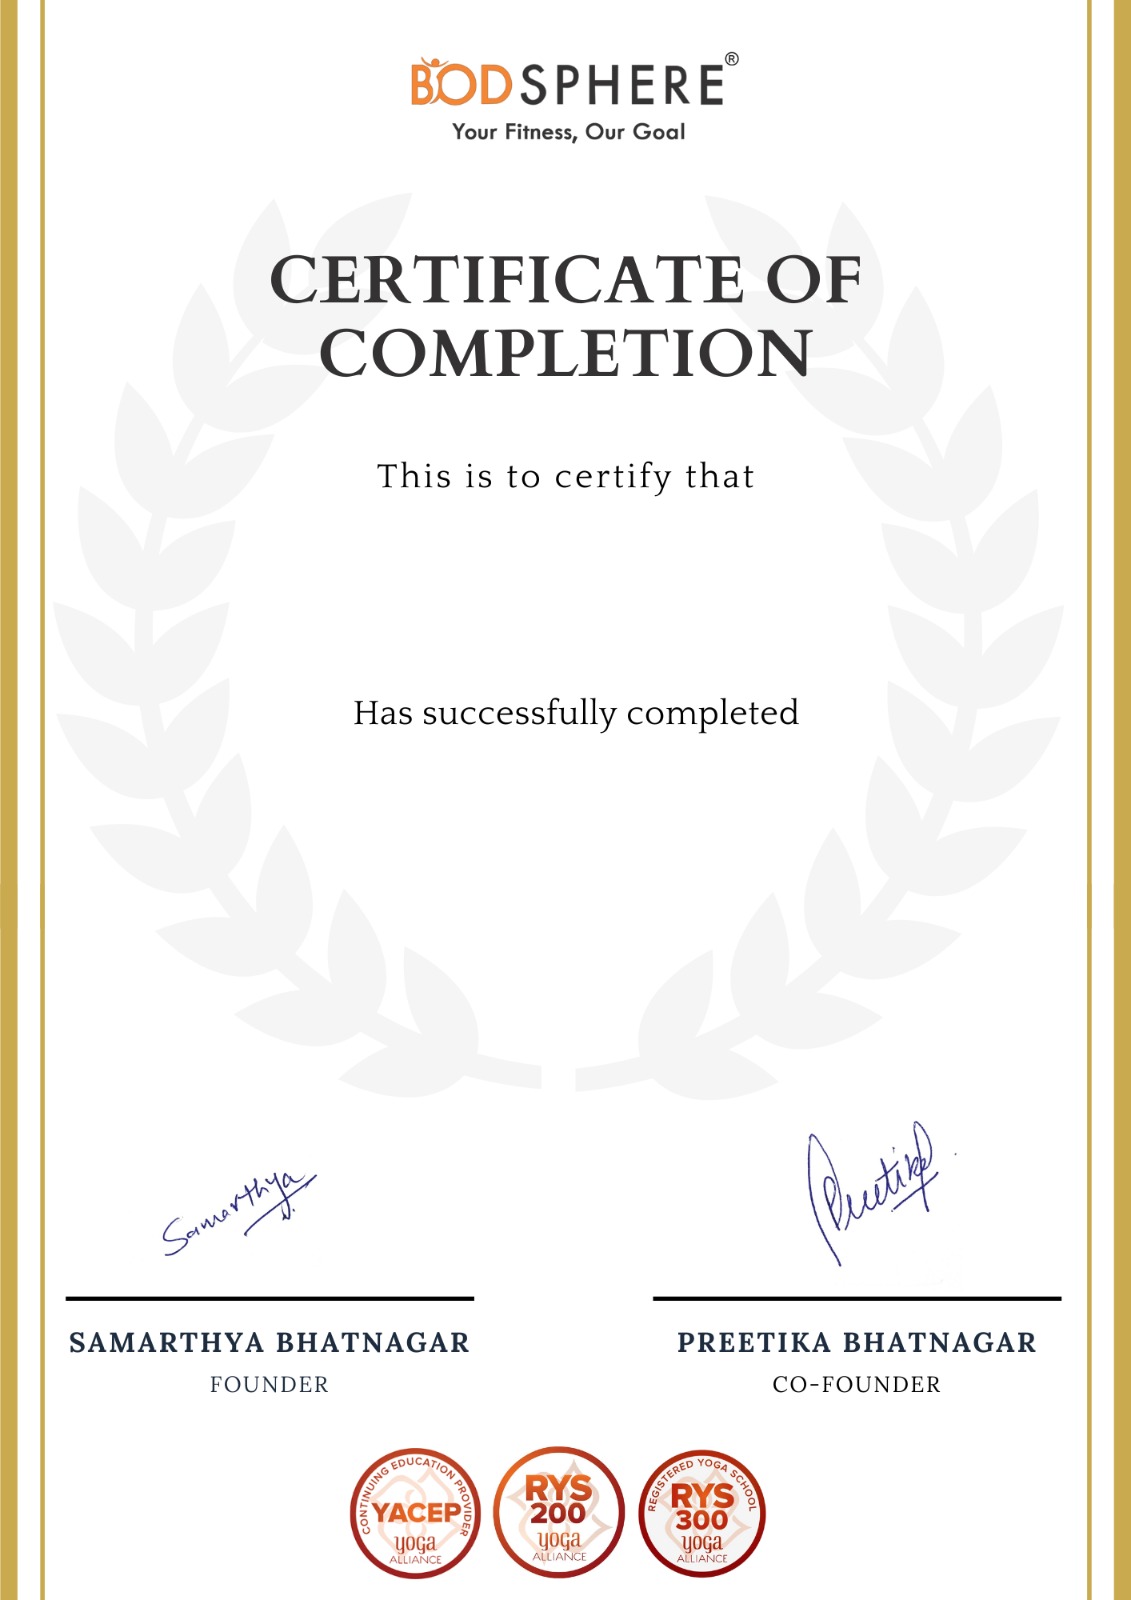 BODSPHERE®
Your Fitness, Our Goal
CERTIFICATE OF
COMPLETION
This is to certify that
Has successfully completed
Samarthya
Preetika
SAMARTHYA BHATNAGAR
FOUNDER
PREETIKA BHATNAGAR
CO-FOUNDER
CONTINUING EDUCATION PROVIDER
YACEP
yoga
ALLIANCE
RYS
200
yoga
ALLIANCE
REGISTERED YOGA SCHOOL
RYS
300
yoga
ALLIANCE